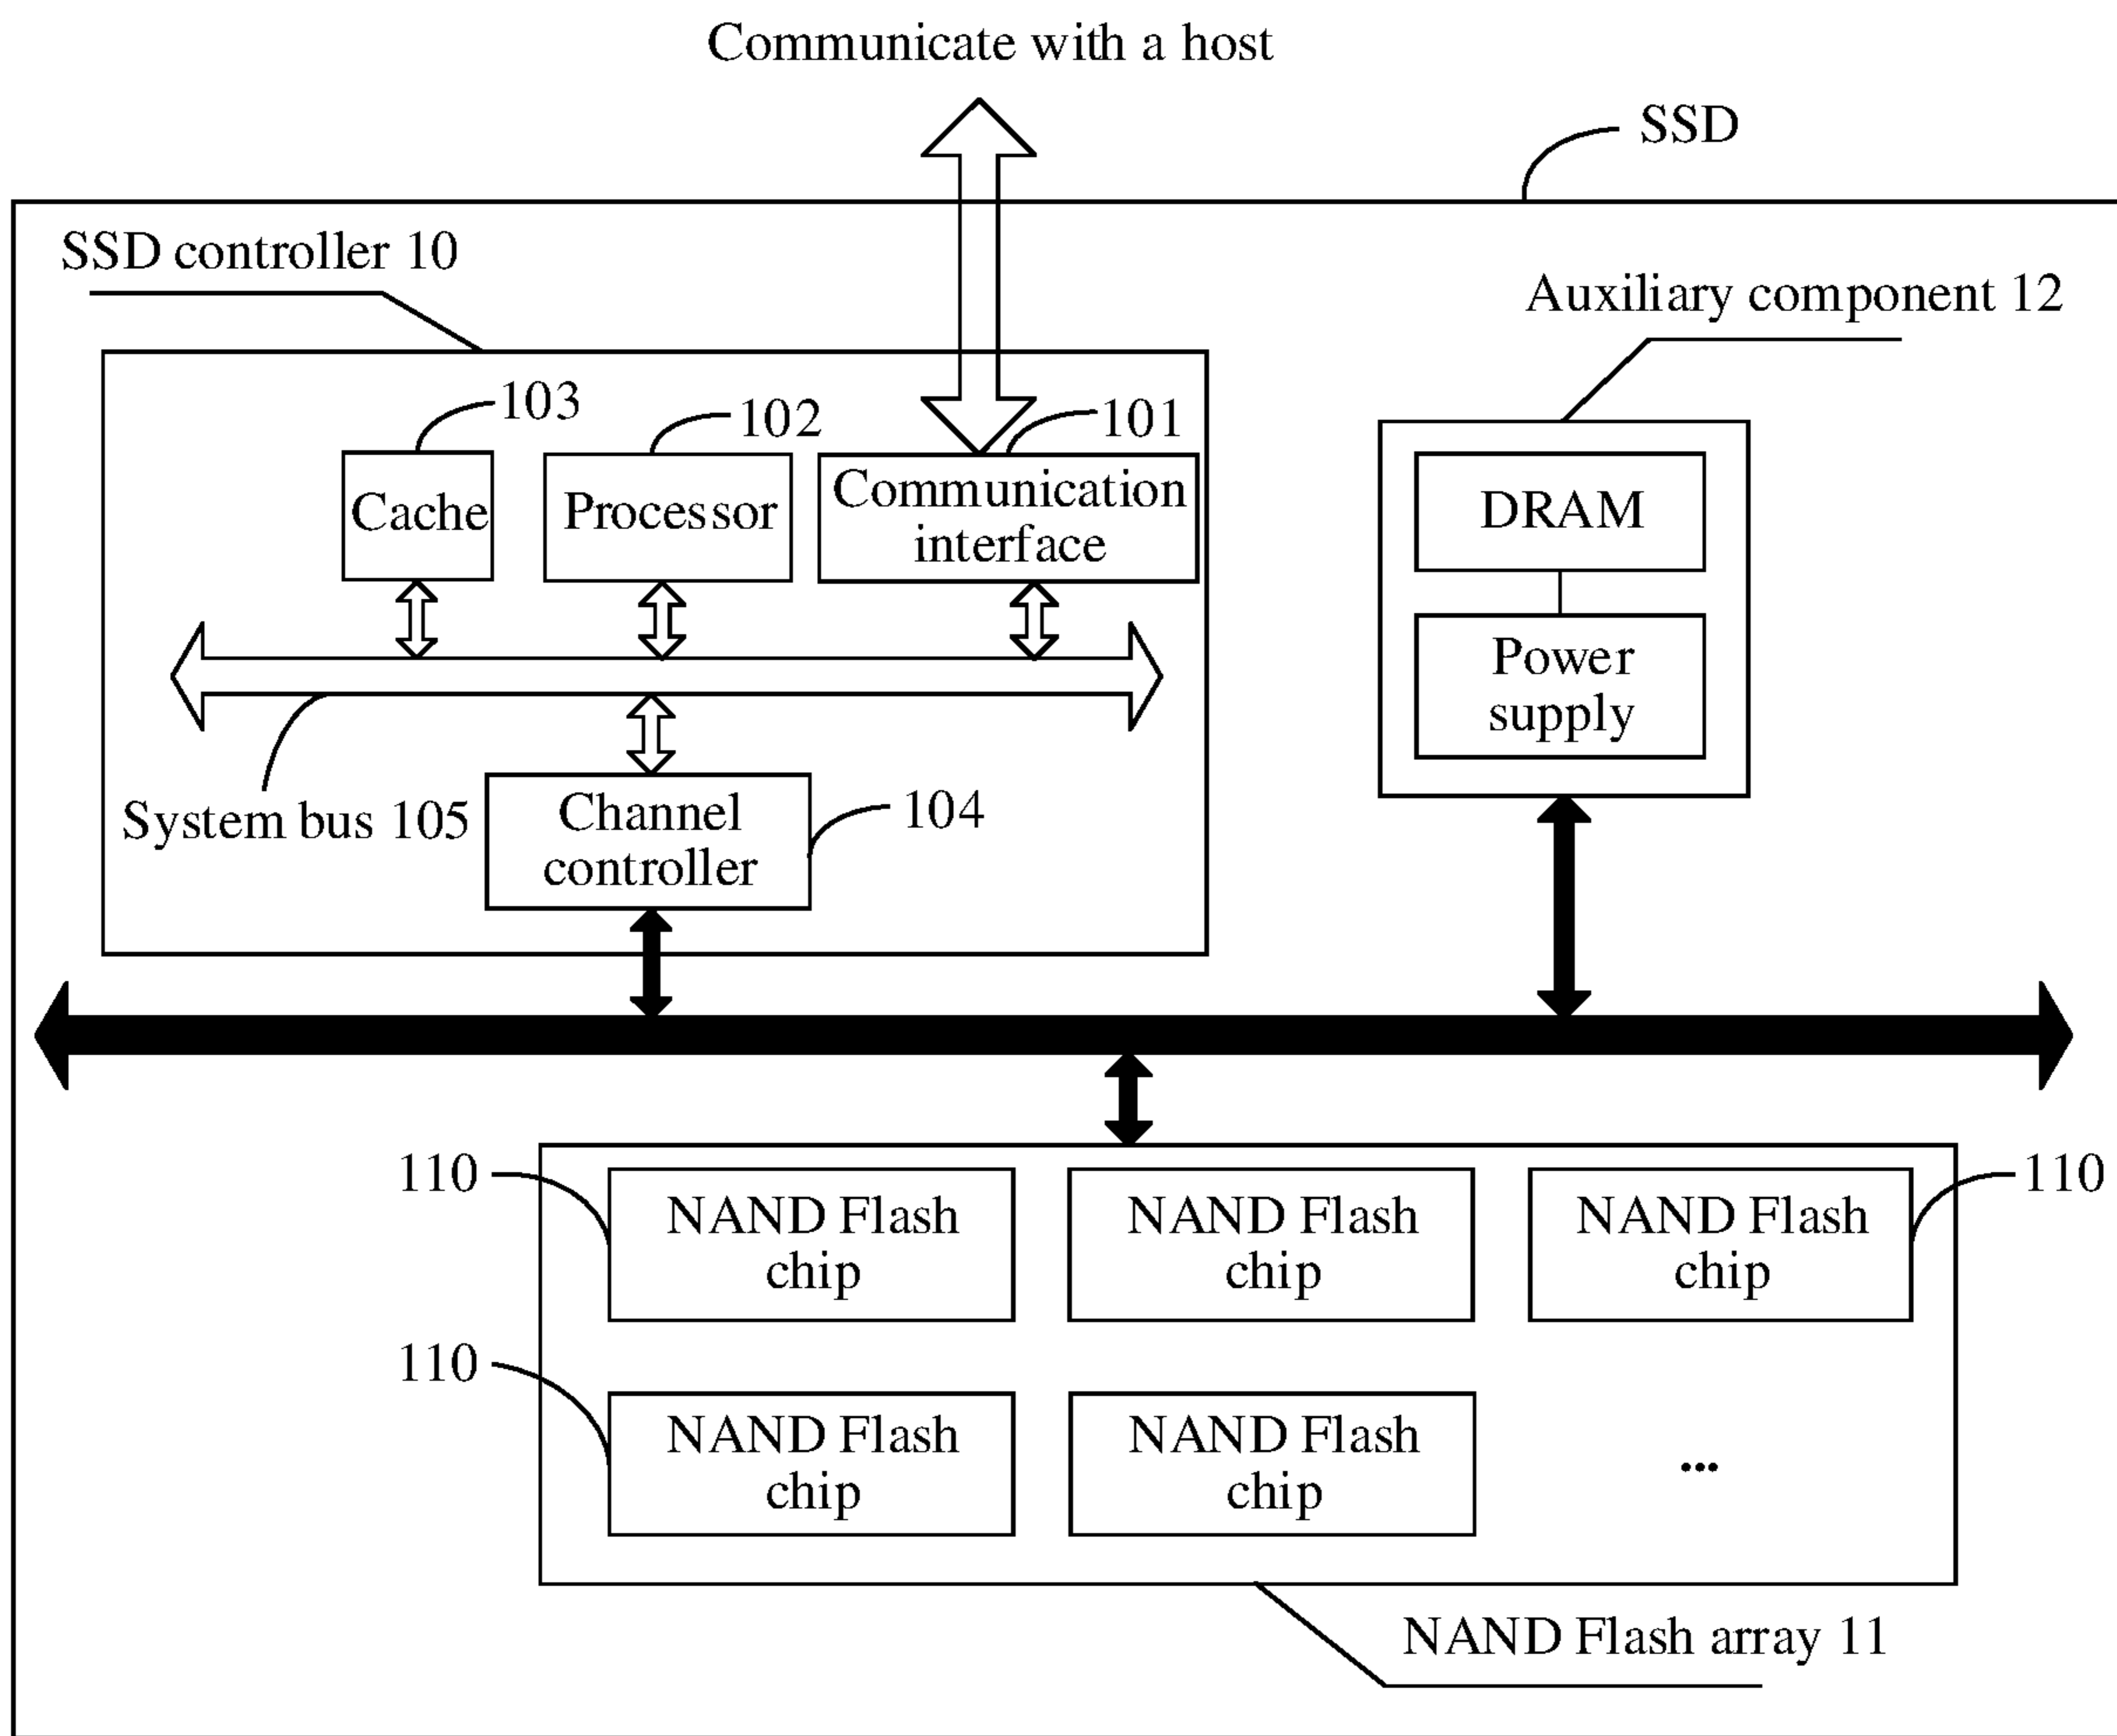 Communicate with a host
SSD
SSD controller 10
Auxiliary component 12
103
102
101
Cache
Processor
Communication
interface
DRAM
Power
supply
System bus 105
Channel
controller
104
110
NAND Flash
chip
NAND Flash
chip
NAND Flash
chip
110
110
NAND Flash
chip
NAND Flash
chip
...
NAND Flash array 11